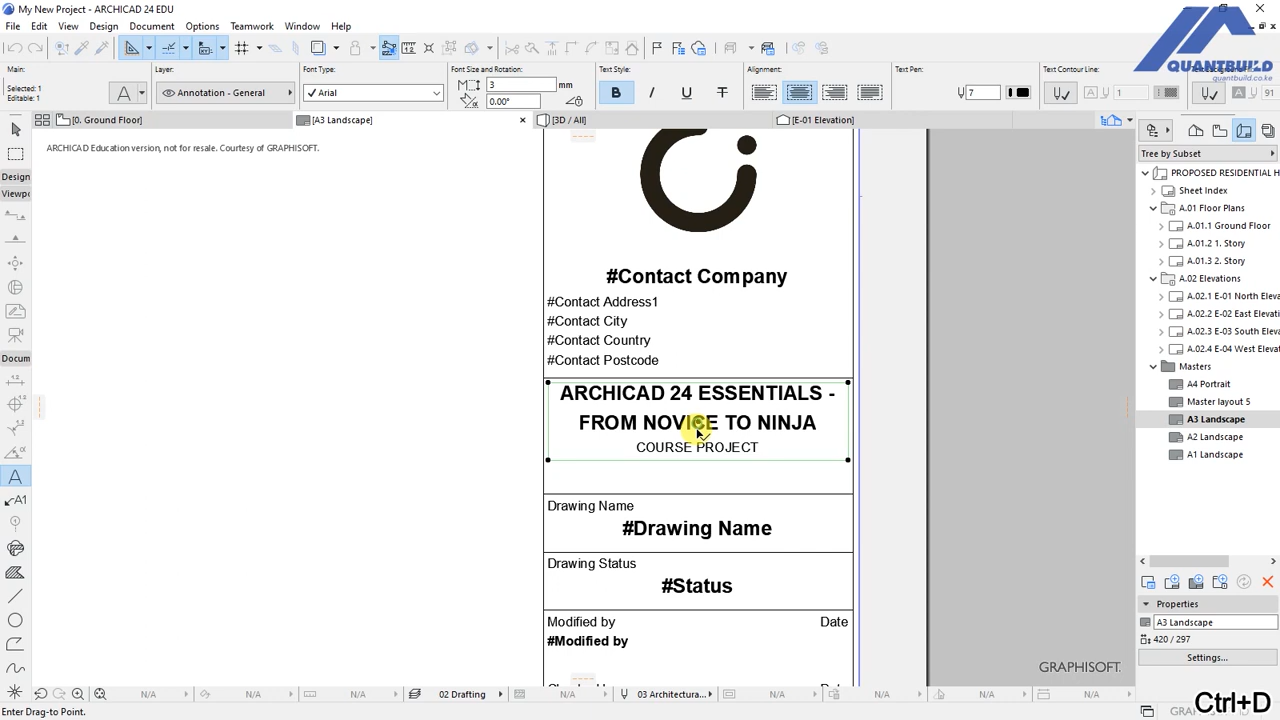 My New Project - ARCHICAD 24 EDU
File Edit View Design Document Options Teamwork Window Help
QUANTBUILD
quantbuild.co.ke
Main: Layer: Font Type: Font Size and Rotation: Text Style: Alignment: Text Pen: Text Contour Line:
Selected: 1
Editable: 1
Annotation - General
Arial
3 mm
0.00°
B I U T
7
1
91
[0. Ground Floor]
[A3 Landscape]
[3D / All]
[E-01 Elevation]
ARCHICAD Education version, not for resale. Courtesy of GRAPHISOFT.
Design
Viewp
Docum
#Contact Company
#Contact Address1
#Contact City
#Contact Country
#Contact Postcode
ARCHICAD 24 ESSENTIALS -
FROM NOVICE TO NINJA
COURSE PROJECT
Drawing Name
#Drawing Name
Drawing Status
#Status
Modified by Date
#Modified by
Tree by Subset
PROPOSED RESIDENTIAL H
Sheet Index
A.01 Floor Plans
A.01.1 Ground Floor
A.01.2 1. Story
A.01.3 2. Story
A.02 Elevations
A.02.1 E-01 North Eleva
A.02.2 E-02 East Elevati
A.02.3 E-03 South Eleva
A.02.4 E-04 West Elevat
Masters
A4 Portrait
Master layout 5
A3 Landscape
A2 Landscape
A1 Landscape
Properties
A3 Landscape
420 / 297
Settings...
GRAPHISOFT.
N/A N/A N/A 02 Drafting N/A 03 Architectura... N/A N/A N/A N/A
Enter Drag-to Point.
Ctrl+D